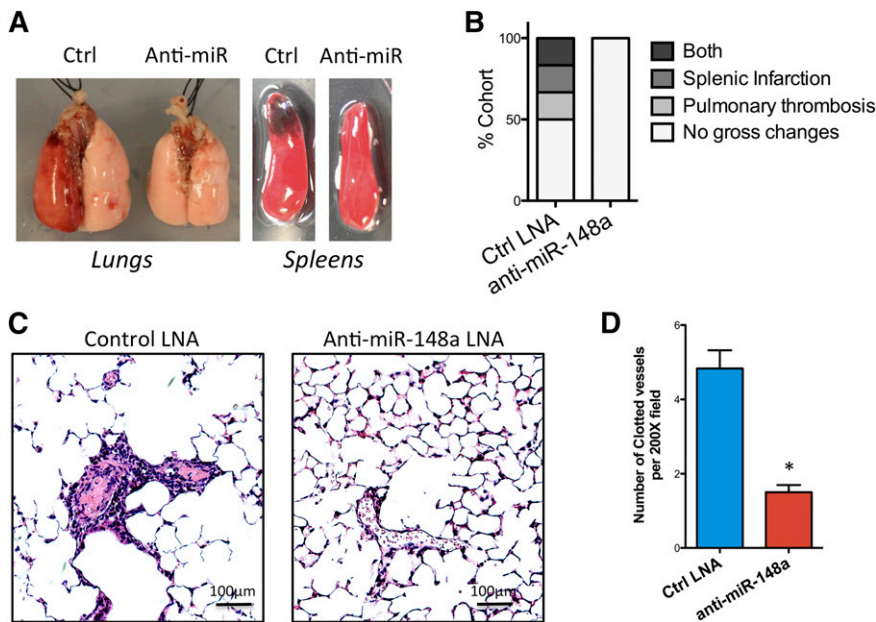 A
Ctrl Anti-miR
Ctrl Anti-miR
Lungs
Spleens
B
% Cohort
100
50
0
Ctrl LNA
anti-miR-148a
Both
Splenic Infarction
Pulmonary thrombosis
No gross changes
C
Control LNA
Anti-miR-148a LNA
100µm
100µm
D
Number of Clotted vessels
per 200X field
6
4
2
0
*
Ctrl LNA
anti-miR-148a